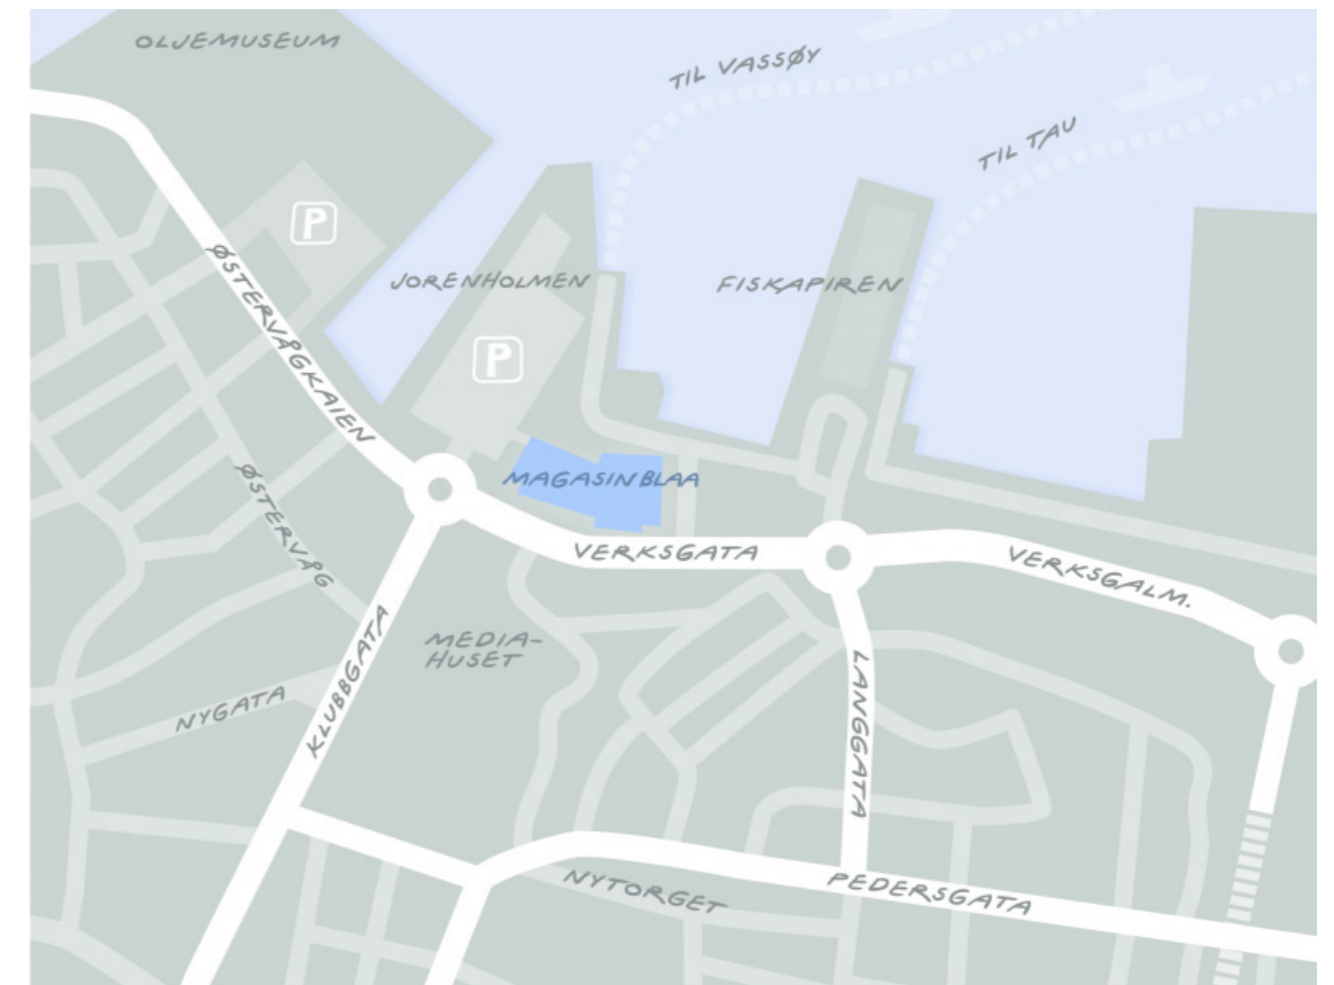 OLJEMUSEUM
TIL VASSØY
TIL TAU
P
JORENHOLMEN
FISKAPIREN
ØSTERVÅGKAIEN
P
MAGASIN BLAA
ØSTERVÅG
VERKSGATA
VERKSGALM.
MEDIA-
HUSET
KLUBBGATA
NYGATA
LANGGATA
NYTORGET
PEDERSGATA